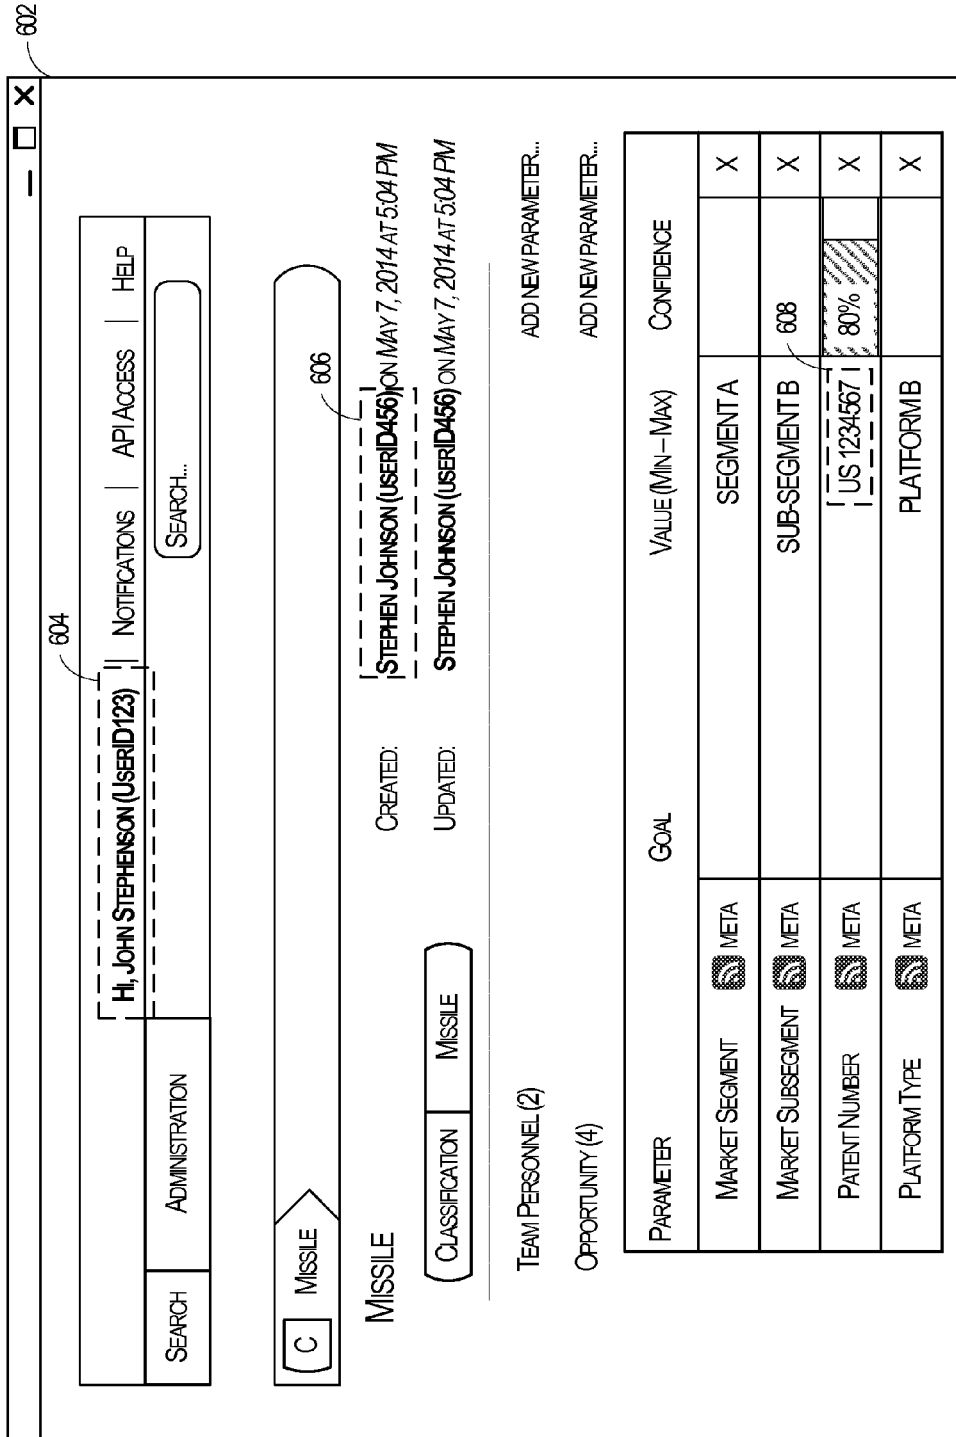 602
— □ X
604
HI, JOHN STEPHENSON (USERID123) | NOTIFICATIONS | API ACCESS | HELP
SEARCH ADMINISTRATION SEARCH...
C MISSILE
606
MISSILE
CREATED: STEPHEN JOHNSON (USERID456) ON MAY 7, 2014 AT 5:04 PM
CLASSIFICATION MISSILE
UPDATED: STEPHEN JOHNSON (USERID456) ON MAY 7, 2014 AT 5:04 PM
TEAM PERSONNEL (2) ADD NEW PARAMETER...
OPPORTUNITY (4) ADD NEW PARAMETER...
PARAMETER GOAL VALUE (MIN – MAX) CONFIDENCE
MARKET SEGMENT META SEGMENT A X
MARKET SUBSEGMENT META SUB-SEGMENT B X
608
PATENT NUMBER META US 1234567 80% X
PLATFORM TYPE META PLATFORM B X